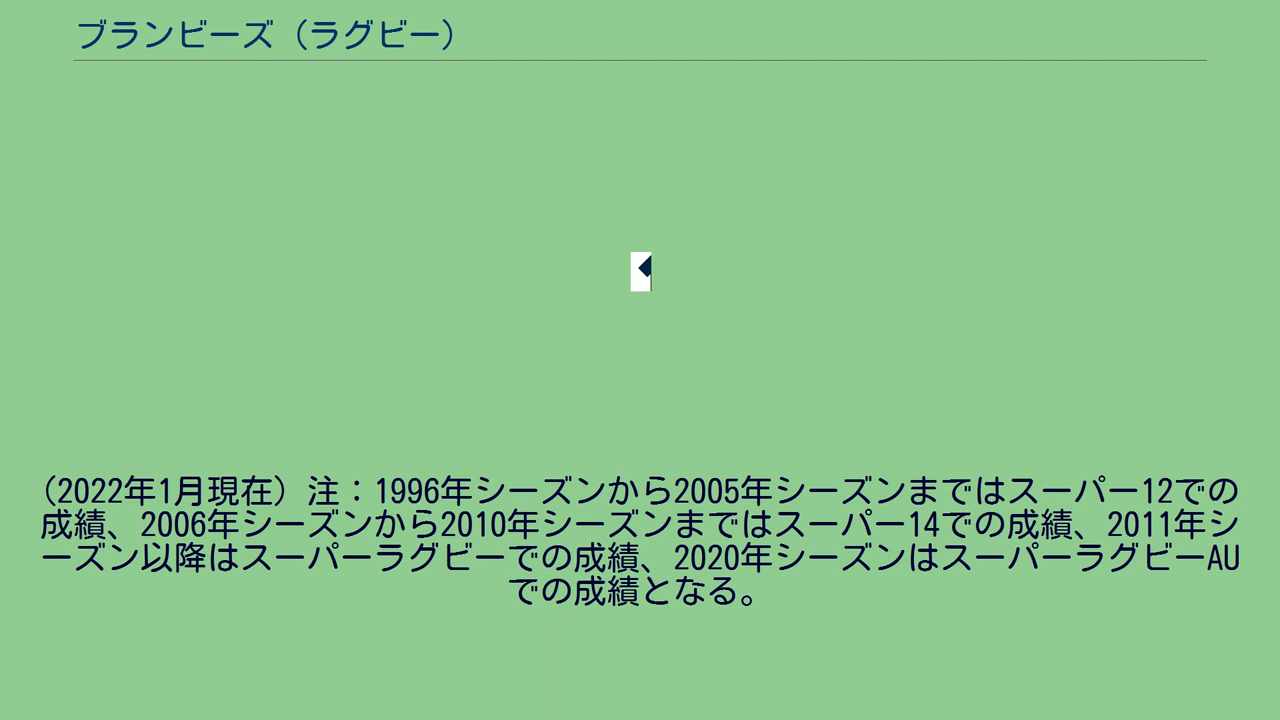 ブランビーズ（ラグビー）
（2022年1月現在）注：1996年シーズンから2005年シーズンまではスーパー12での
成績、2006年シーズンから2010年シーズンまではスーパー14での成績、2011年シ
ーズン以降はスーパーラグビーでの成績、2020年シーズンはスーパーラグビーAU
での成績となる。